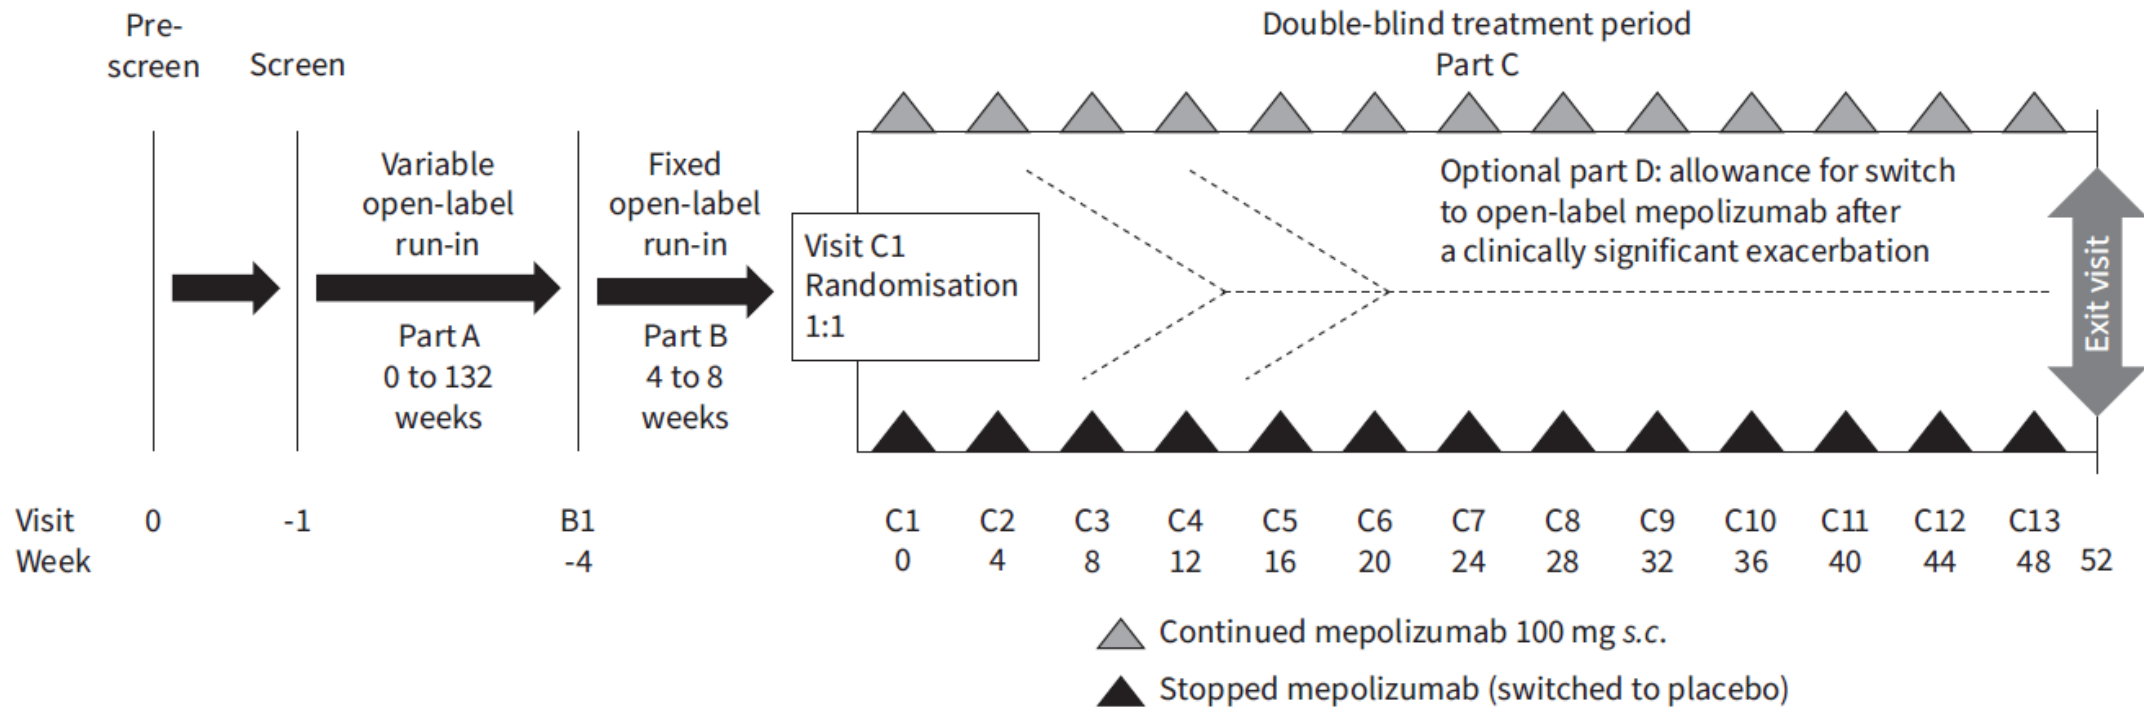 Pre-
screen
Screen
Double-blind treatment period
Part C
Variable
open-label
run-in
Part A
0 to 132
weeks
Fixed
open-label
run-in
Part B
4 to 8
weeks
Visit C1
Randomisation
1:1
Optional part D: allowance for switch
to open-label mepolizumab after
a clinically significant exacerbation
Exit visit
Visit 0 -1 B1 C1 C2 C3 C4 C5 C6 C7 C8 C9 C10 C11 C12 C13
Week -4 0 4 8 12 16 20 24 28 32 36 40 44 48 52
Continued mepolizumab 100 mg s.c.
Stopped mepolizumab (switched to placebo)